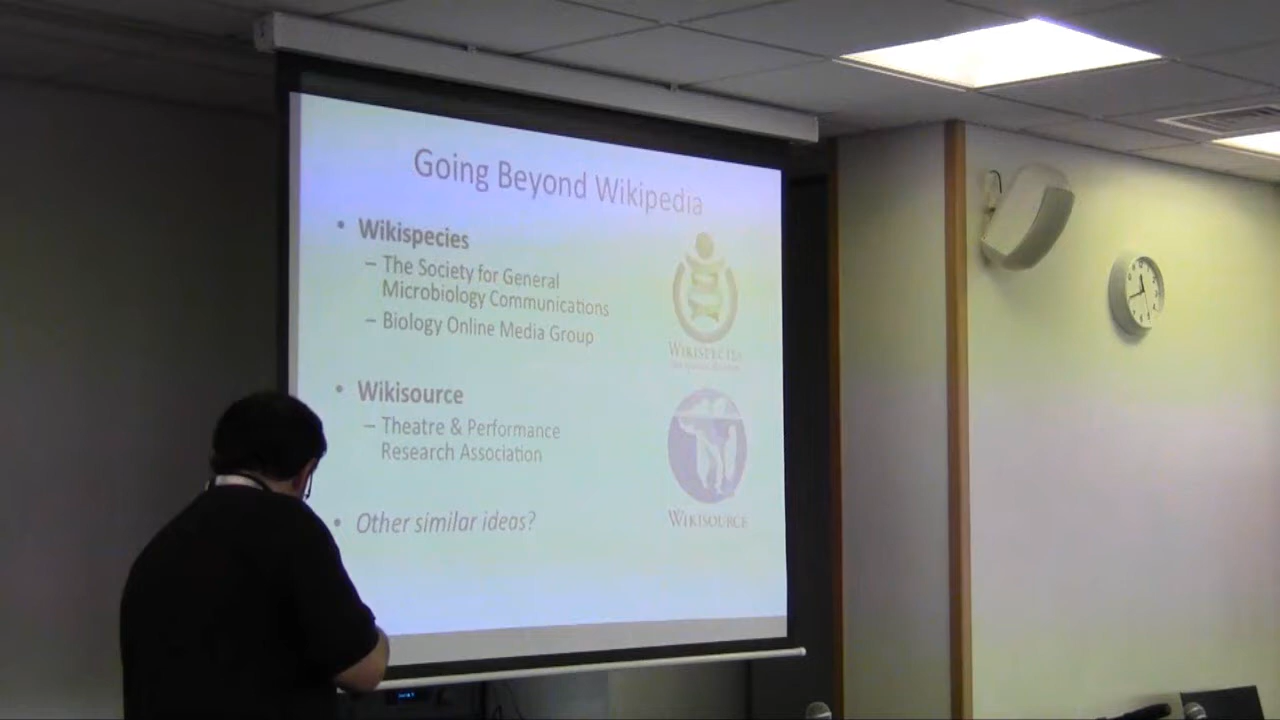 Going Beyond Wikipedia
• Wikispecies
– The Society for General
Microbiology Communications
– Biology Online Media Group
WIKISPECIES
• Wikisource
– Theatre & Performance
Research Association
WIKISOURCE
• Other similar ideas?